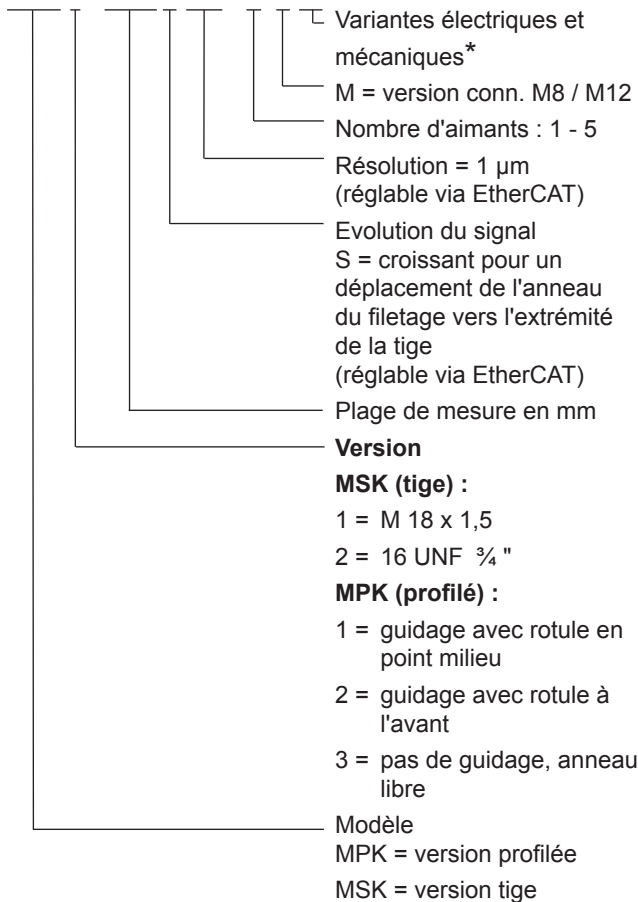 Variantes électriques et
mécaniques*
M = version conn. M8 / M12
Nombre d'aimants : 1 - 5
Résolution = 1 µm
(réglable via EtherCAT)
Evolution du signal
S = croissant pour un
déplacement de l'anneau
du filetage vers l'extrémité
de la tige
(réglable via EtherCAT)
Plage de mesure en mm
Version
MSK (tige) :
1 = M 18 x 1,5
2 = 16 UNF ¾ "
MPK (profilé) :
1 = guidage avec rotule en
point milieu
2 = guidage avec rotule à
l'avant
3 = pas de guidage, anneau
libre
Modèle
MPK = version profilée
MSK = version tige